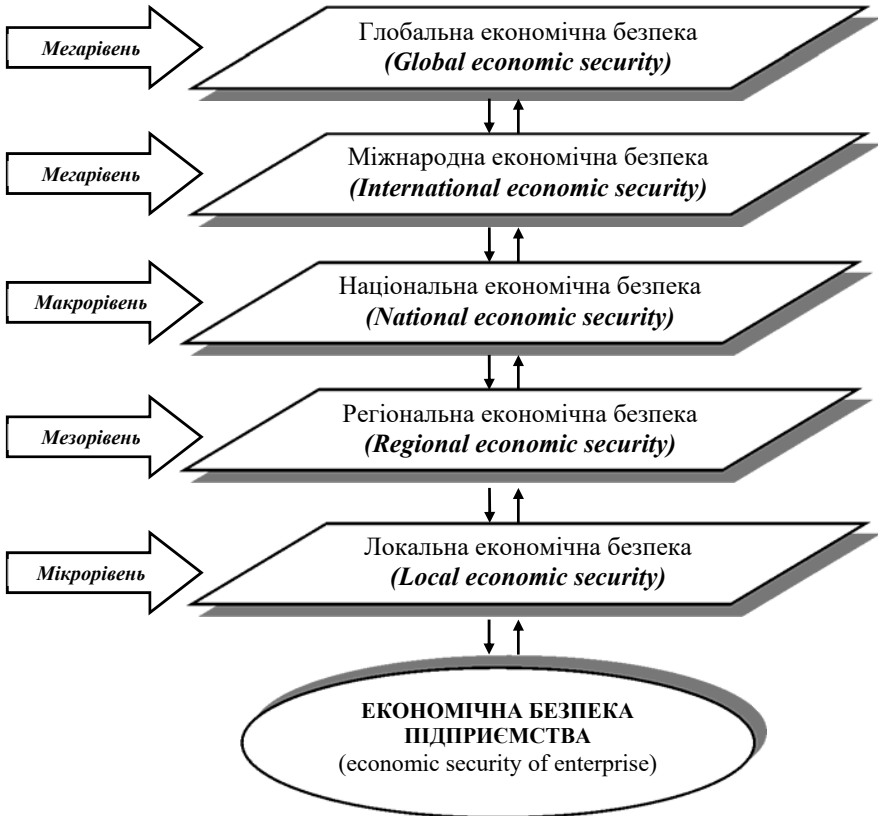 Мегарівень
Глобальна економічна безпека
(Global economic security)
Мегарівень
Міжнародна економічна безпека
(International economic security)
Макрорівень
Національна економічна безпека
(National economic security)
Мезорівень
Регіональна економічна безпека
(Regional economic security)
Мікрорівень
Локальна економічна безпека
(Local economic security)
ЕКОНОМІЧНА БЕЗПЕКА
ПІДПРИЄМСТВА
(economic security of enterprise)